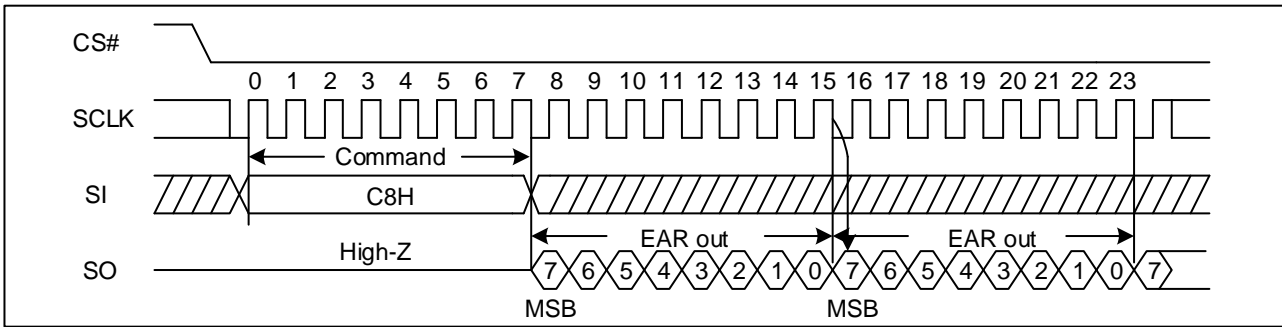 CS#
0 1 2 3 4 5 6 7 8 9 10 11 12 13 14 15 16 17 18 19 20 21 22 23
SCLK
Command
SI
C8H
High-Z
EAR out EAR out
SO
7 6 5 4 3 2 1 0 7 6 5 4 3 2 1 0 7
MSB MSB